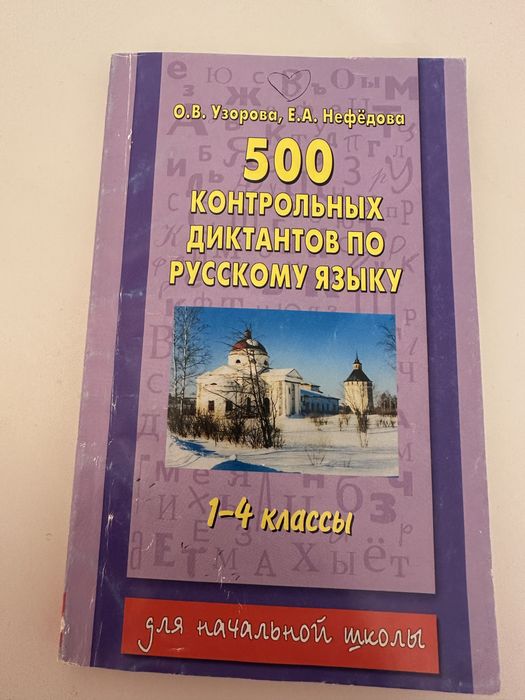 О.В. Узорова, Е.А. Нефёдова
500
КОНТРОЛЬНЫХ
ДИКТАНТОВ ПО
РУССКОМУ ЯЗЫКУ
1–4 классы
для начальной школы